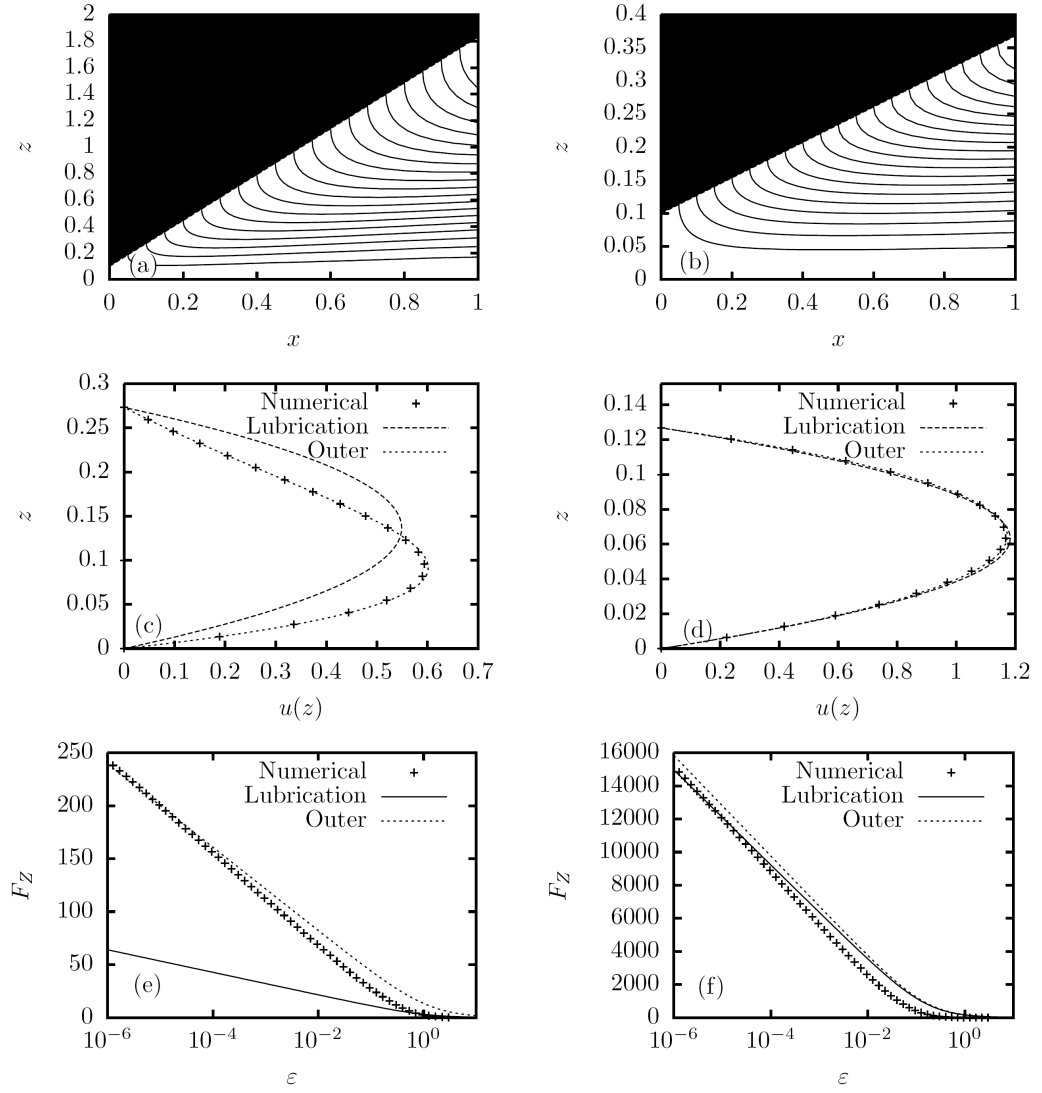 2
1.8
1.6
1.4
1.2
1
0.8
0.6
0.4
0.2
0
z
(a)
0 0.2 0.4 0.6 0.8 1
x
0.4
0.35
0.3
0.25
0.2
0.15
0.1
0.05
0
z
(b)
0 0.2 0.4 0.6 0.8 1
x
0.3
0.25
0.2
0.15
0.1
0.05
0
z
Numerical
Lubrication
Outer
(c)
0 0.1 0.2 0.3 0.4 0.5 0.6 0.7
u(z)
0.14
0.12
0.1
0.08
0.06
0.04
0.02
0
z
Numerical
Lubrication
Outer
(d)
0 0.2 0.4 0.6 0.8 1 1.2
u(z)
250
200
150
100
50
0
F_Z
Numerical
Lubrication
Outer
(e)
10⁻⁶ 10⁻⁴ 10⁻² 10⁰
ε
16000
14000
12000
10000
8000
6000
4000
2000
0
F_Z
Numerical
Lubrication
Outer
(f)
10⁻⁶ 10⁻⁴ 10⁻² 10⁰
ε